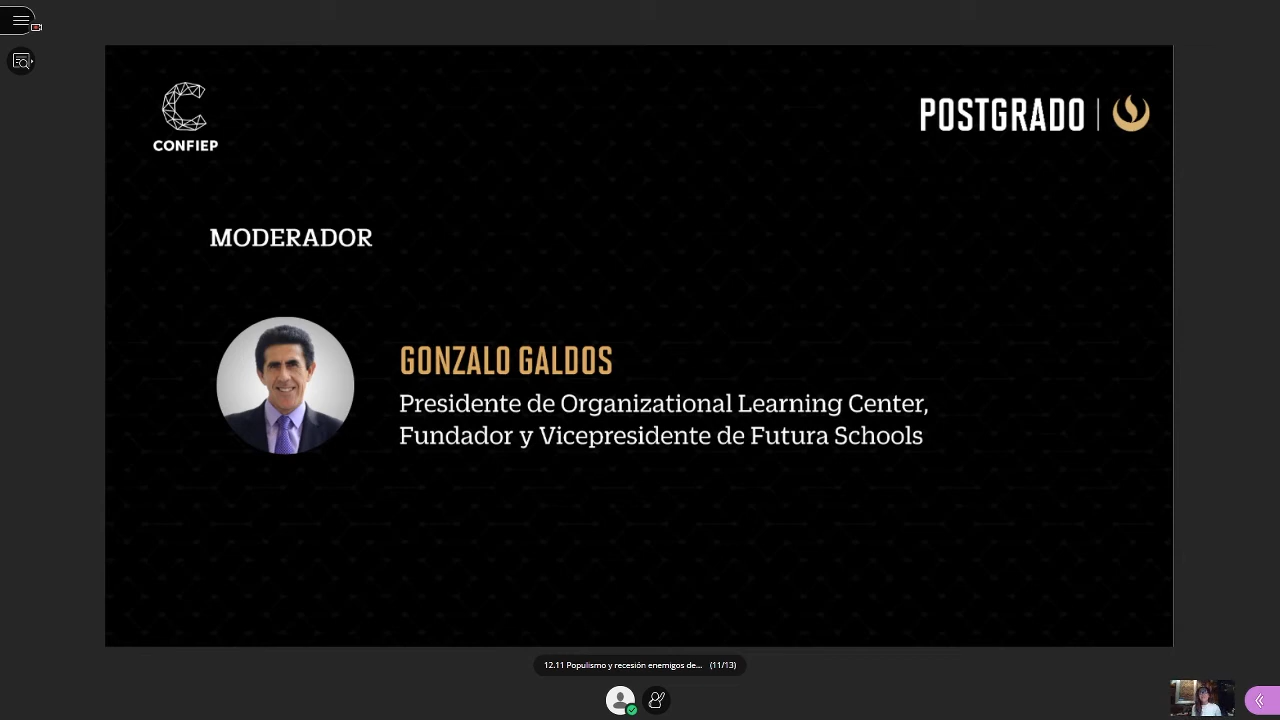 CONFIEP
POSTGRADO
MODERADOR
GONZALO GALDOS
Presidente de Organizational Learning Center,
Fundador y Vicepresidente de Futura Schools
12.11 Populismo y recesión enemigos de... (11/13)